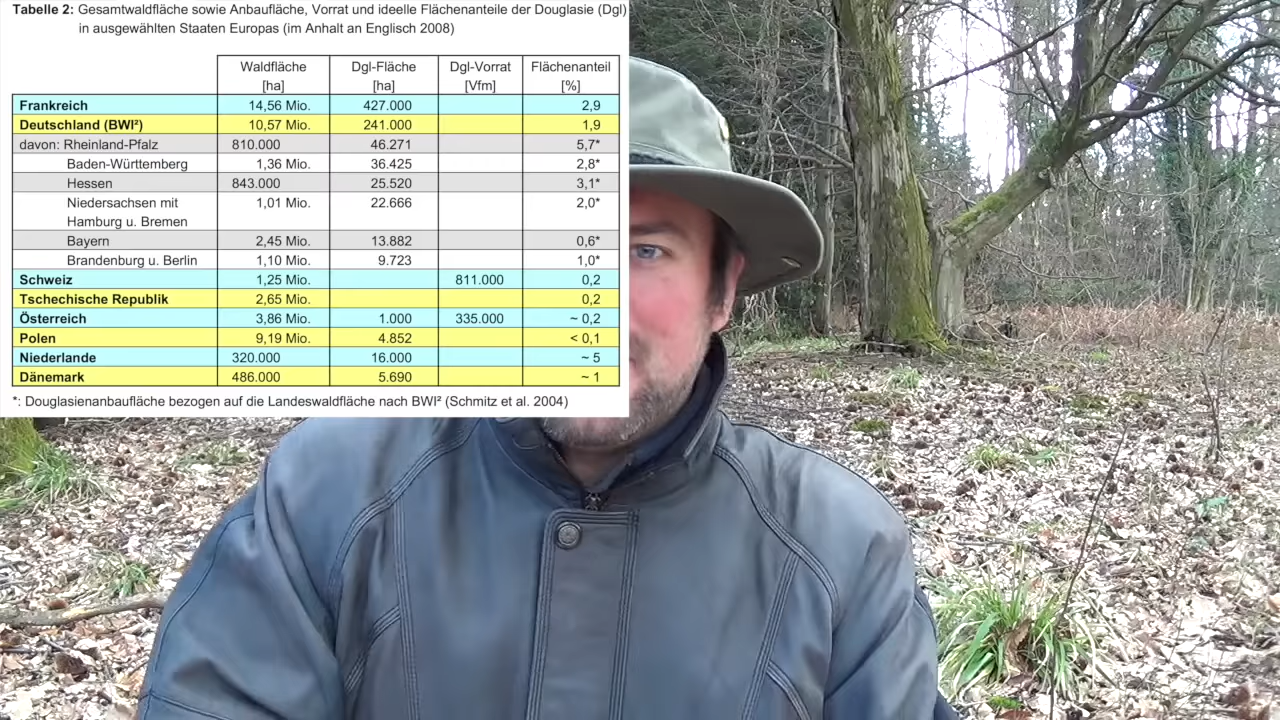 Tabelle 2: Gesamtwaldfläche sowie Anbaufläche, Vorrat und ideelle Flächenanteile der Douglasie (Dgl)
in ausgewählten Staaten Europas (im Anhalt an Englisch 2008)
Waldfläche [ha] Dgl-Fläche [ha] Dgl-Vorrat [Vfm] Flächenanteil [%]
Frankreich 14,56 Mio. 427.000 2,9
Deutschland (BWI²) 10,57 Mio. 241.000 1,9
davon: Rheinland-Pfalz 810.000 46.271 5,7*
Baden-Württemberg 1,36 Mio. 36.425 2,8*
Hessen 843.000 25.520 3,1*
Niedersachsen mit 1,01 Mio. 22.666 2,0*
Hamburg u. Bremen
Bayern 2,45 Mio. 13.882 0,6*
Brandenburg u. Berlin 1,10 Mio. 9.723 1,0*
Schweiz 1,25 Mio. 811.000 0,2
Tschechische Republik 2,65 Mio. 0,2
Österreich 3,86 Mio. 1.000 335.000 ~ 0,2
Polen 9,19 Mio. 4.852 < 0,1
Niederlande 320.000 16.000 ~ 5
Dänemark 486.000 5.690 ~ 1
*: Douglasienanbaufläche bezogen auf die Landeswaldfläche nach BWI² (Schmitz et al. 2004)